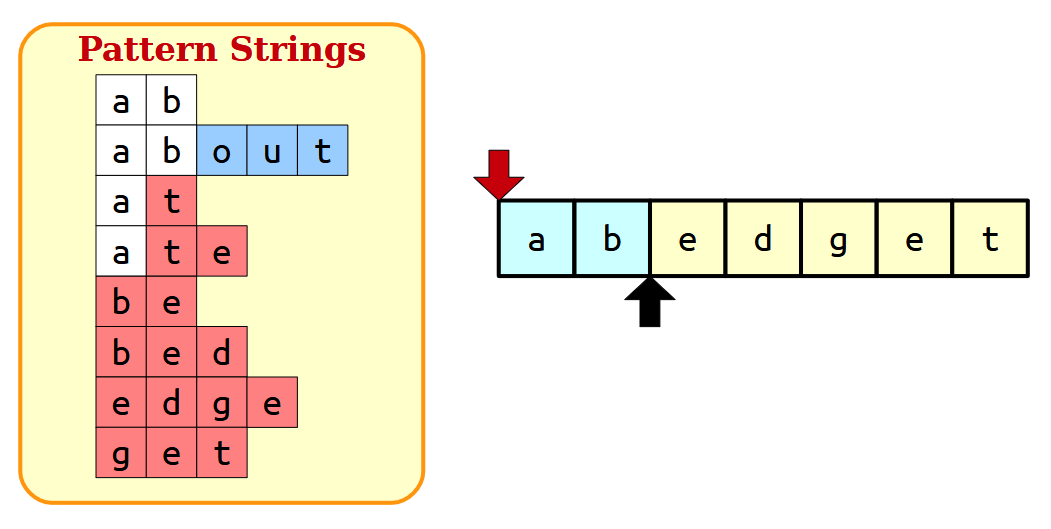 Pattern Strings
a b
a b o u t
a t
a t e
b e
b e d
e d g e
g e t
a b e d g e t